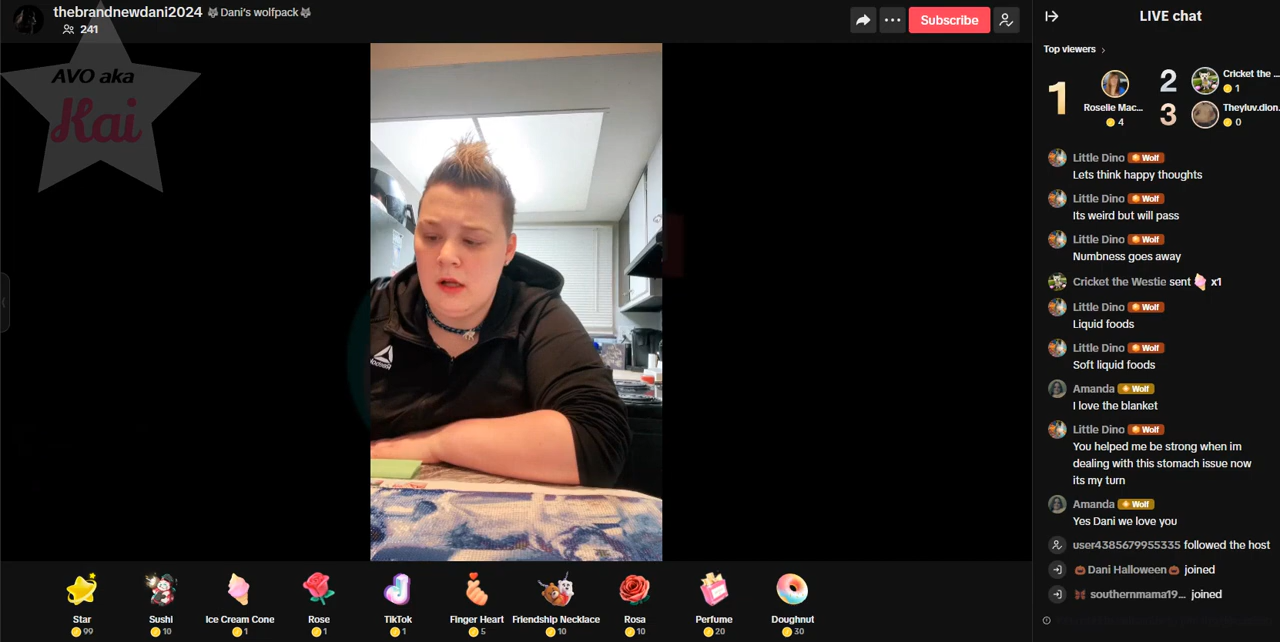 thebrandnewdani2024 🐺Dani's wolfpack🐺
241
Subscribe
LIVE chat
AVO aka
Kai
Top viewers
1
Roselle Mac...
4
2
Cricket the ...
1
3
Theyluv.dion.
0
Little Dino Wolf
Lets think happy thoughts
Little Dino Wolf
Its weird but will pass
Little Dino Wolf
Numbness goes away
Cricket the Westie sent x1
Little Dino Wolf
Liquid foods
Little Dino Wolf
Soft liquid foods
Amanda Wolf
I love the blanket
Little Dino Wolf
You helped me be strong when im
dealing with this stomach issue now
its my turn
Amanda Wolf
Yes Dani we love you
user4385679955335 followed the host
🎃Dani Halloween🎃 joined
southernmama19... joined
Reebok
Star
99
Sushi
10
Ice Cream Cone
1
Rose
1
TikTok
1
Finger Heart
5
Friendship Necklace
10
Rosa
10
Perfume
20
Doughnut
30